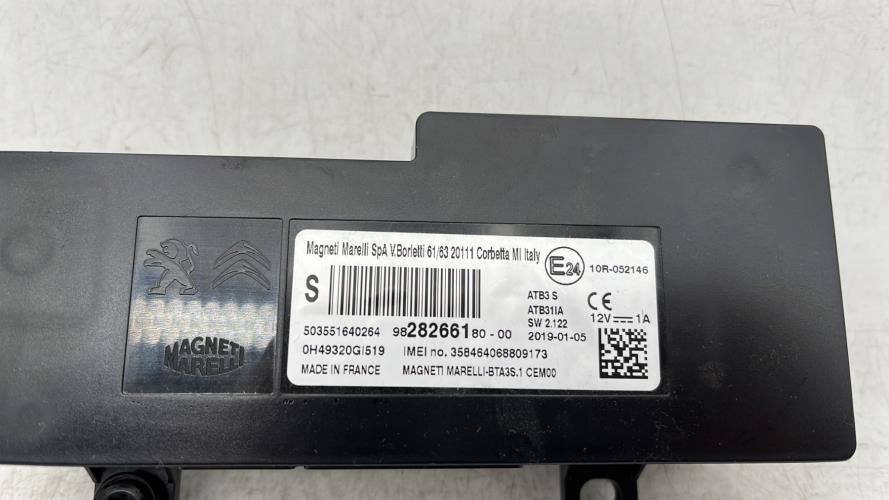 Magneti Marelli SpA V.Borletti 61/63 20111 Corbetta MI Italy
E24 10R-052146
S
ATB3 S
ATB31IA
SW 2.122
2019-01-05
CE
12V⎓1A
503551640264 98 28266180-00
0H49320GI519 IMEI no. 358464068809173
MADE IN FRANCE MAGNETI MARELLI-BTA3S.1 CEM00
MAGNETI
MARELLI